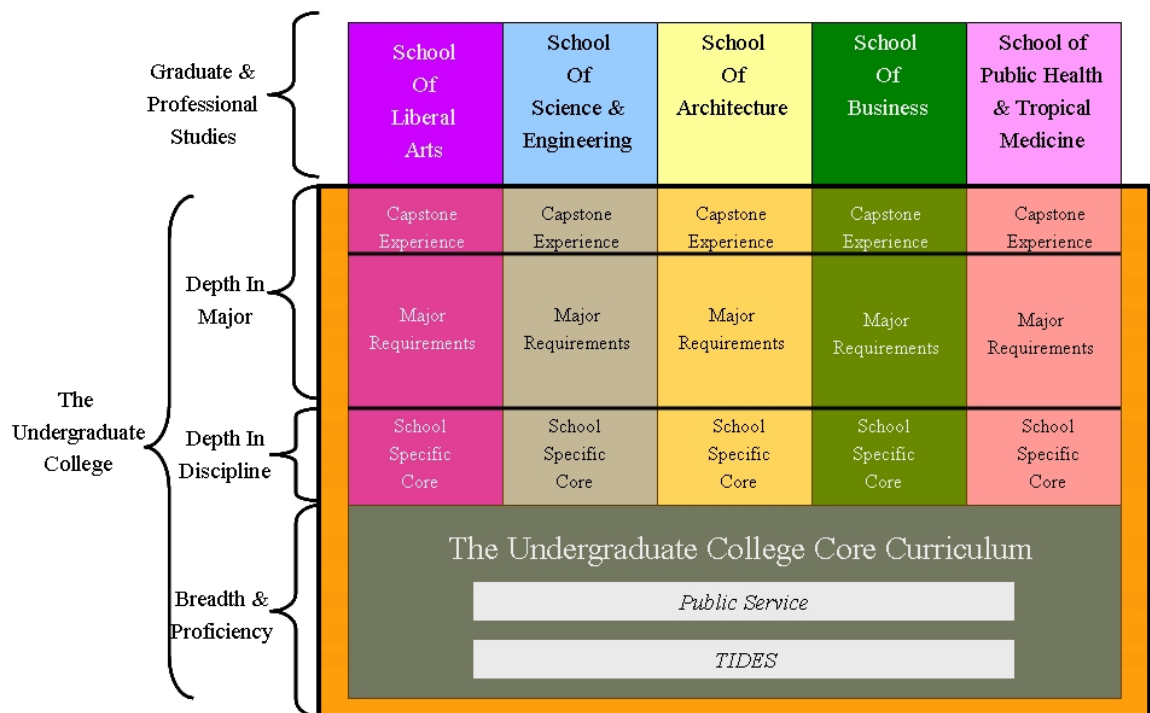 Graduate &
Professional
Studies
School
Of
Liberal
Arts
School
Of
Science &
Engineering
School
Of
Architecture
School
Of
Business
School of
Public Health
& Tropical
Medicine
The
Undergraduate
College
Depth In
Major
Capstone
Experience
Capstone
Experience
Capstone
Experience
Capstone
Experience
Capstone
Experience
Major
Requirements
Major
Requirements
Major
Requirements
Major
Requirements
Major
Requirements
Depth In
Discipline
School
Specific
Core
School
Specific
Core
School
Specific
Core
School
Specific
Core
School
Specific
Core
Breadth &
Proficiency
The Undergraduate College Core Curriculum
Public Service
TIDES